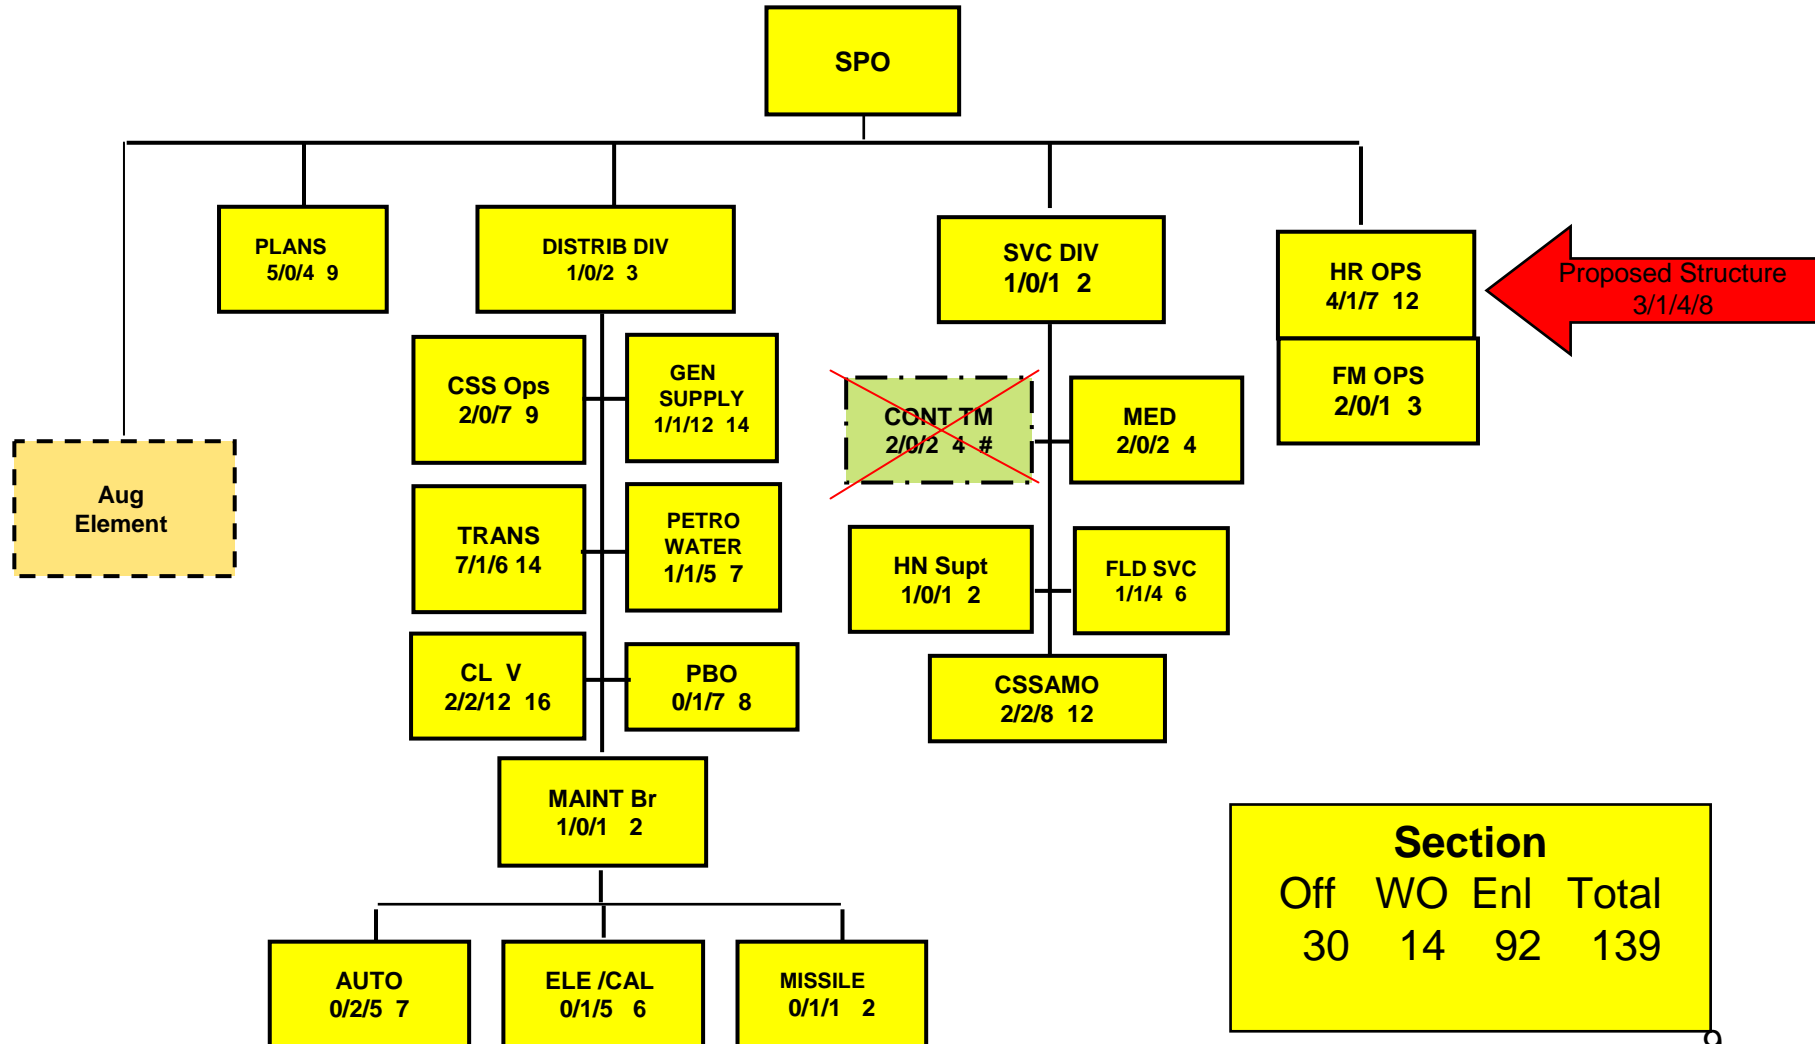 SPO
PLANS
5/0/4 9
DISTRIB DIV
1/0/2 3
SVC DIV
1/0/1 2
HR OPS
4/1/7 12
Proposed Structure
3/1/4/8
FM OPS
2/0/1 3
CSS Ops
2/0/7 9
GEN
SUPPLY
1/1/12 14
CONT TM
2/0/2 4 #
MED
2/0/2 4
Aug
Element
TRANS
7/1/6 14
PETRO
WATER
1/1/5 7
HN Supt
1/0/1 2
FLD SVC
1/1/4 6
CL V
2/2/12 16
PBO
0/1/7 8
CSSAMO
2/2/8 12
MAINT Br
1/0/1 2
AUTO
0/2/5 7
ELE /CAL
0/1/5 6
MISSILE
0/1/1 2
Section
Off WO Enl Total
30 14 92 139